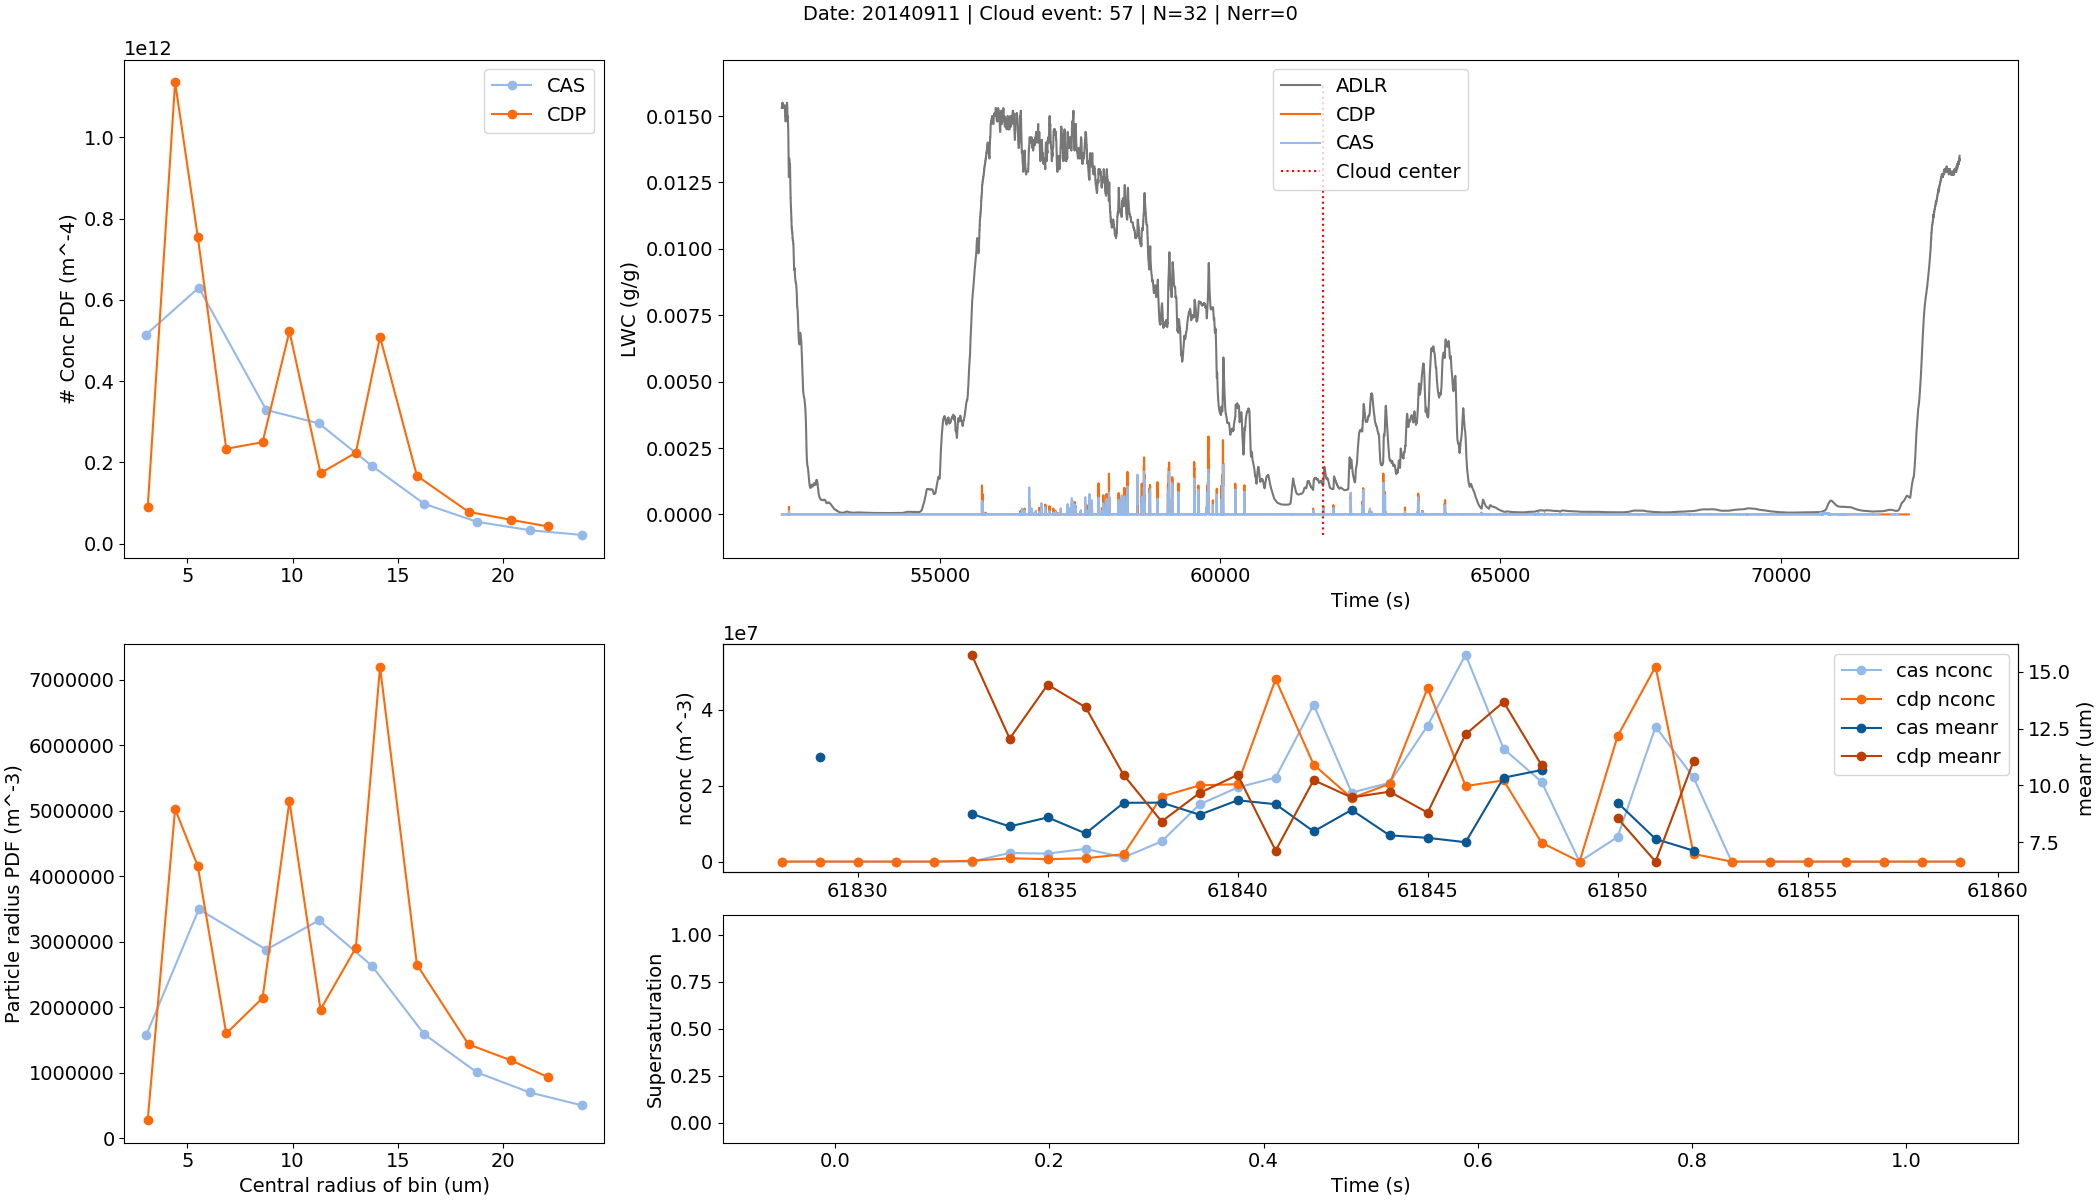 Date: 20140911 | Cloud event: 57 | N=32 | Nerr=0
1e12
# Conc PDF (m^-4)
1.0
0.8
0.6
0.4
0.2
0.0
5 10 15 20
CAS
CDP
LWC (g/g)
0.0150
0.0125
0.0100
0.0075
0.0050
0.0025
0.0000
55000 60000 65000 70000
Time (s)
ADLR
CDP
CAS
Cloud center
Particle radius PDF (m^-3)
7000000
6000000
5000000
4000000
3000000
2000000
1000000
0
5 10 15 20
Central radius of bin (um)
1e7
nconc (m^-3)
4
2
0
61830 61835 61840 61845 61850 61855 61860
cas nconc
cdp nconc
cas meanr
cdp meanr
15.0
12.5
10.0
7.5
meanr (um)
Supersaturation
1.00
0.75
0.50
0.25
0.00
0.0 0.2 0.4 0.6 0.8 1.0
Time (s)